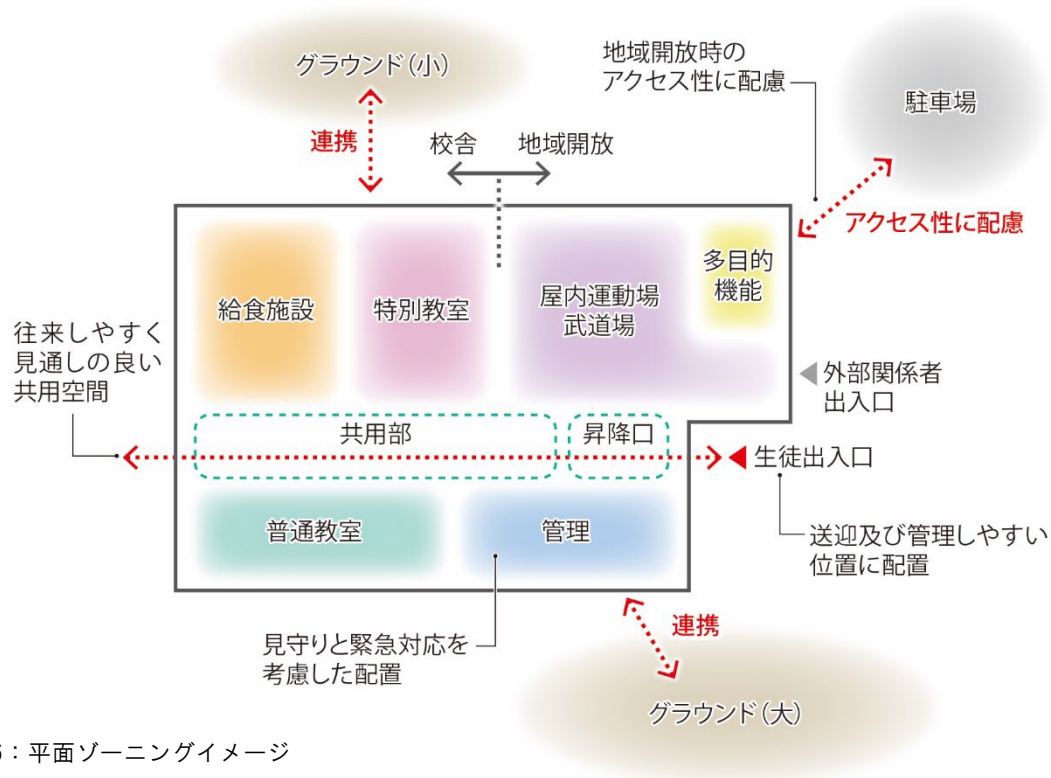 グラウンド（小）
地域開放時の
アクセス性に配慮
駐車場
連携
校舎
地域開放
アクセス性に配慮
給食施設
特別教室
屋内運動場
武道場
多目的
機能
往来しやすく
見通しの良い
共用空間
外部関係者
出入口
共用部
昇降口
生徒出入口
普通教室
管理
送迎及び管理しやすい
位置に配置
見守りと緊急対応を
考慮した配置
連携
グラウンド（大）
：平面ゾーニングイメージ